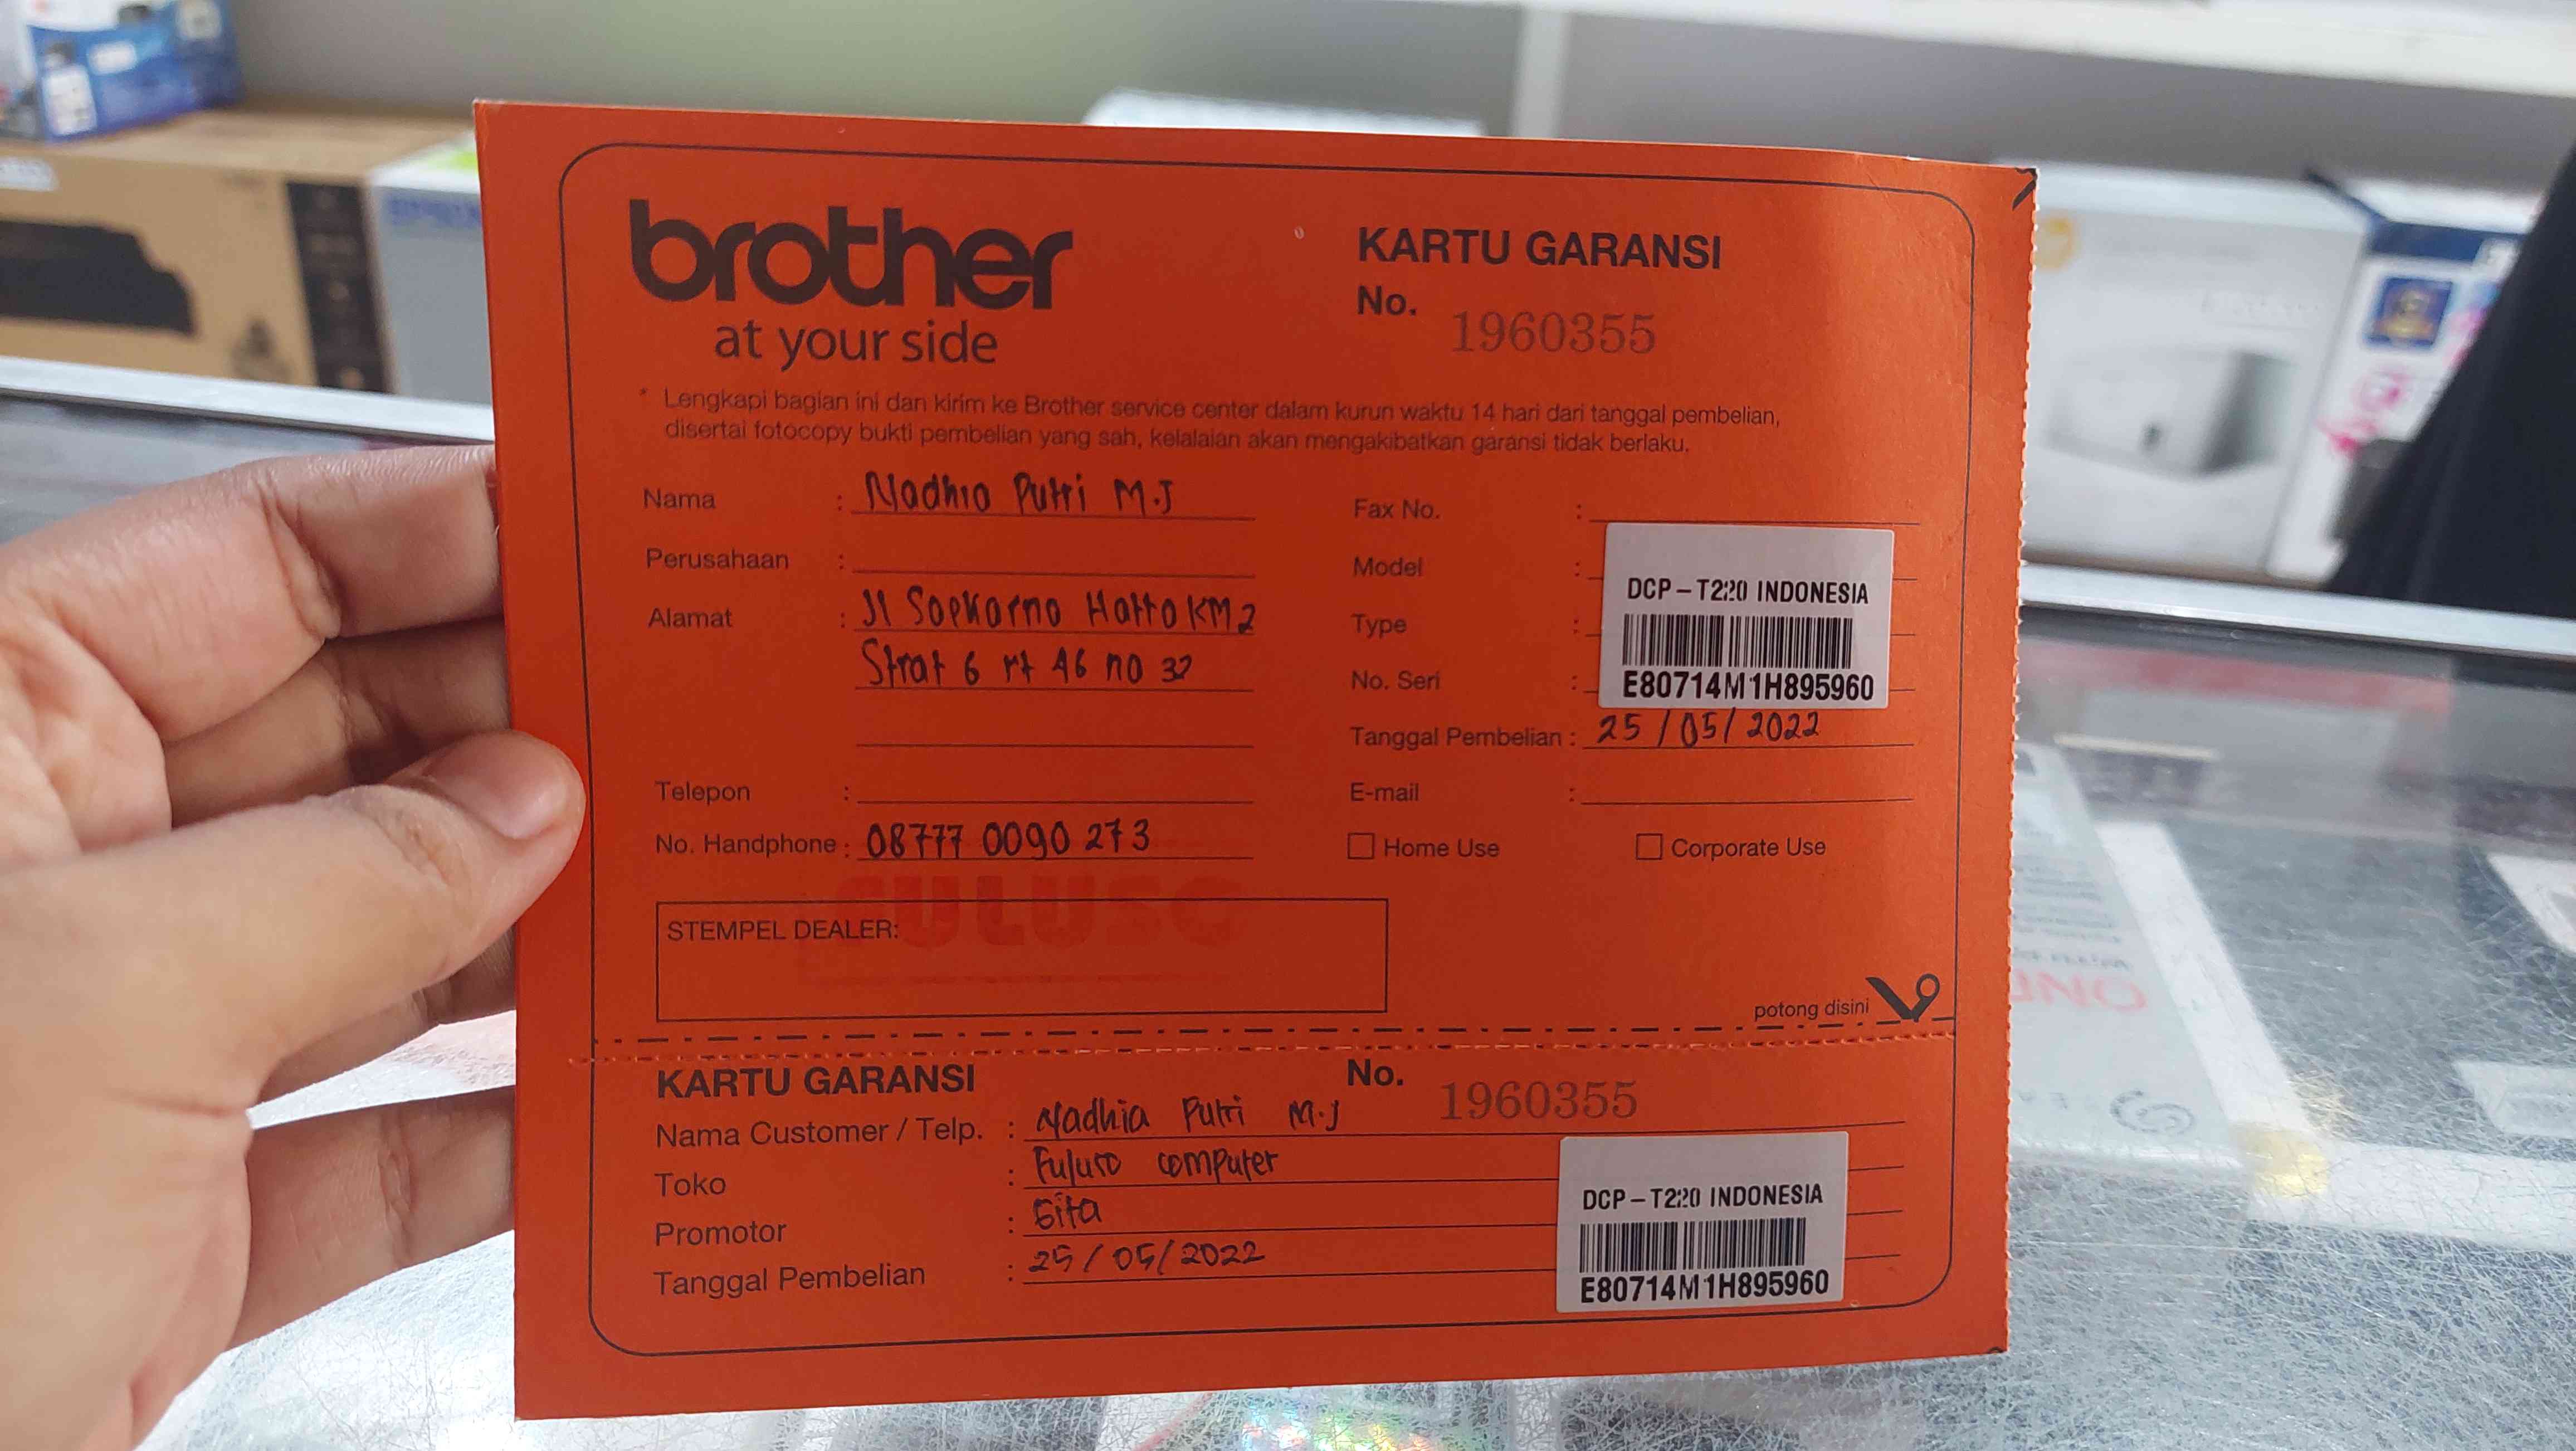 brother
at your side
KARTU GARANSI
No. 1960355
* Lengkapi bagian ini dan kirim ke Brother service center dalam kurun waktu 14 hari dari tanggal pembelian,
disertai fotocopy bukti pembelian yang sah, kelalaian akan mengakibatkan garansi tidak berlaku.
Nama : Nadhia Putri M.J
Perusahaan :
Alamat : Jl Soekarno Hatta KM 2
Strat 6 rt 46 no 32
Telepon :
No. Handphone : 08777 0090 273
Fax No. :
Model :
Type :
No. Seri :
DCP-T220 INDONESIA
E80714M1H895960
Tanggal Pembelian : 25/05/2022
E-mail :
Home Use
Corporate Use
STEMPEL DEALER:
potong disini
KARTU GARANSI
No. 1960355
Nama Customer / Telp. : Nadhia Putri M.J
Toko : Computer
Promotor : Gita
Tanggal Pembelian : 25/05/2022
DCP-T220 INDONESIA
E80714M1H895960